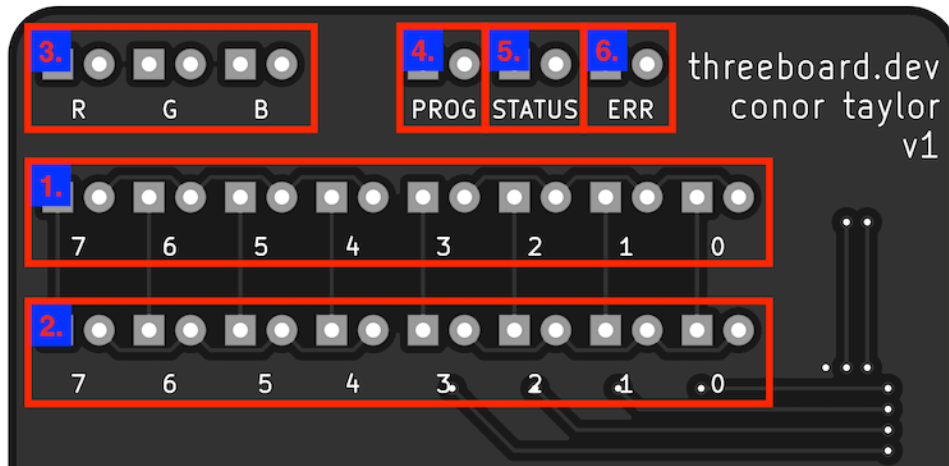 3.
R G B
4. 5. 6.
PROG STATUS ERR
threeboard.dev
conor taylor
v1
1.
7 6 5 4 3 2 1 0
2.
7 6 5 4 3 2 1 0